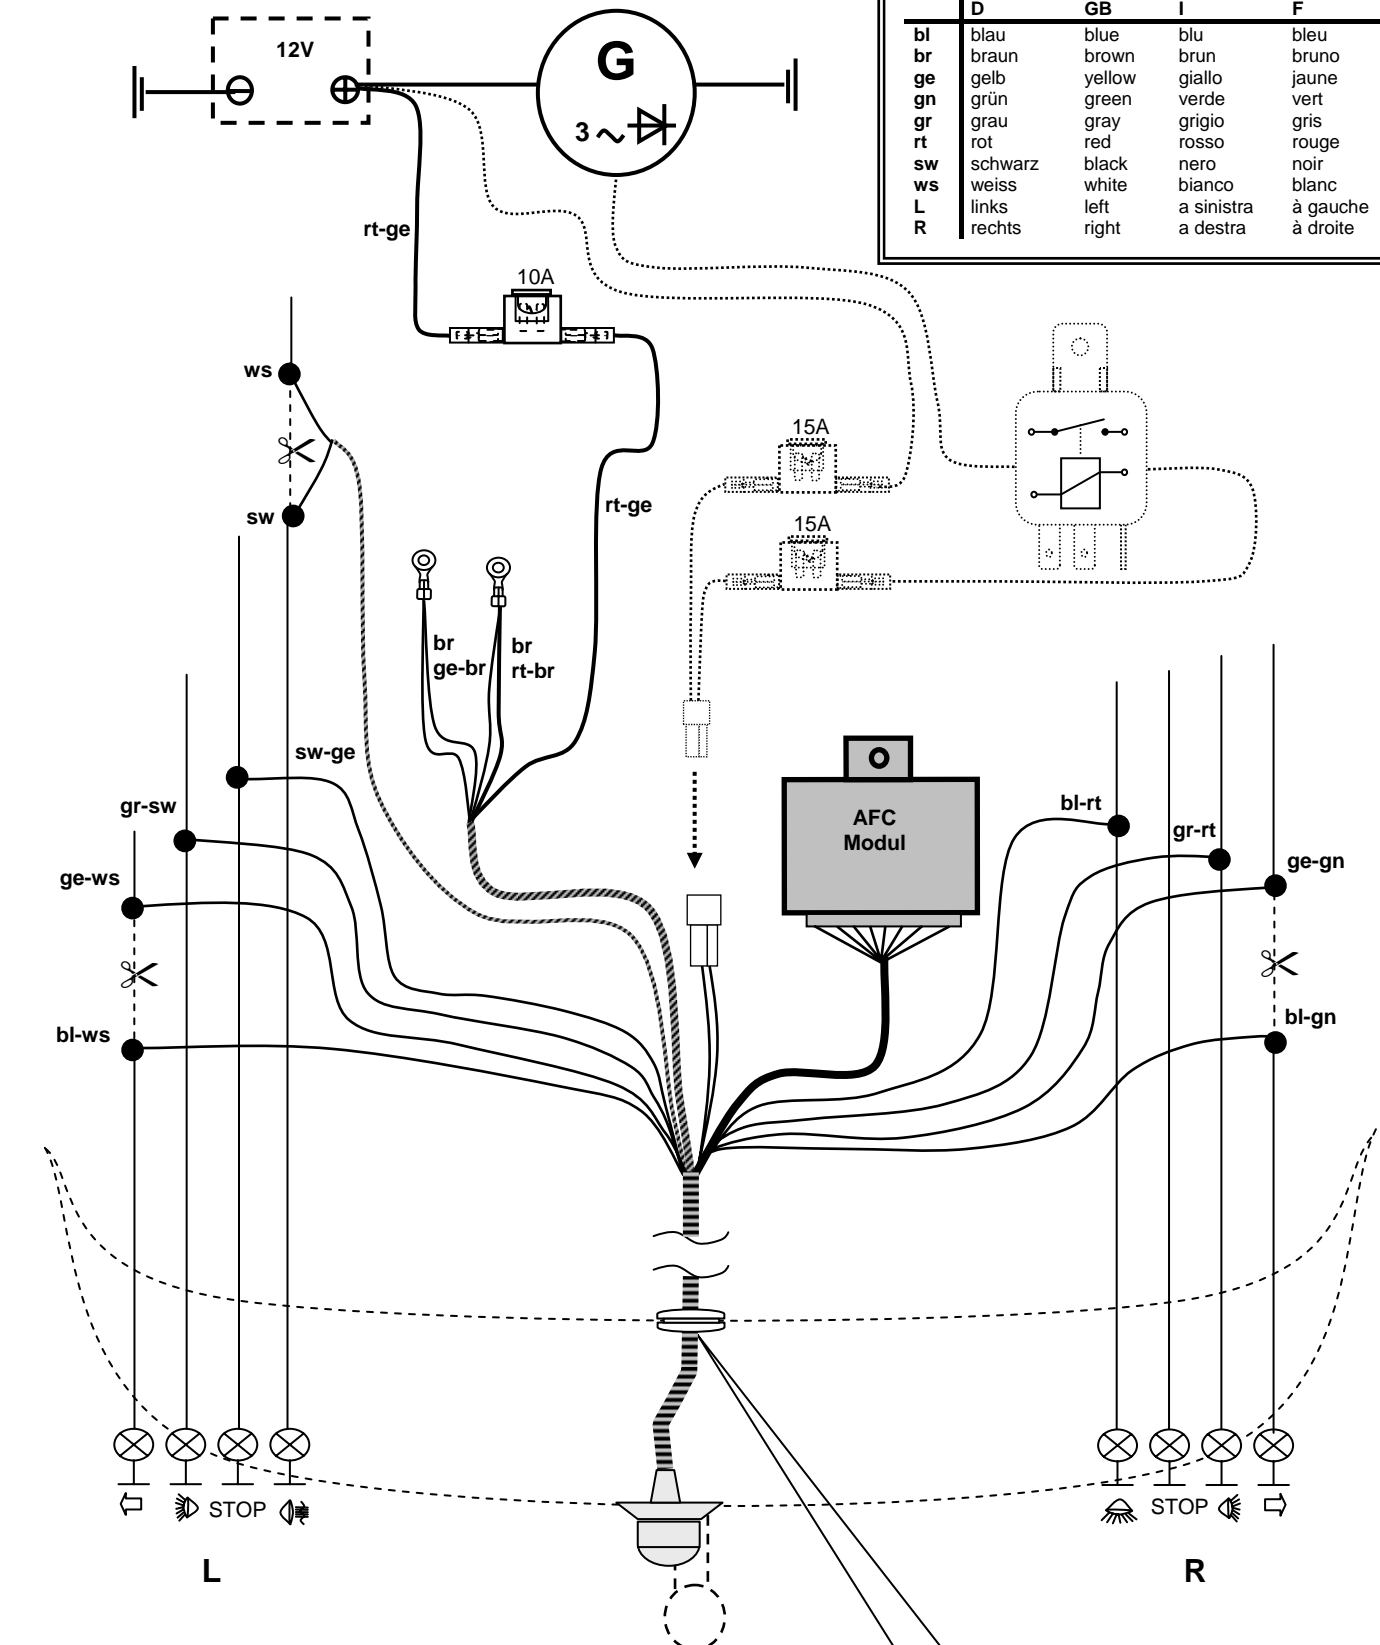 D GB I F
bl blau blue blu bleu
br braun brown brun bruno
ge gelb yellow giallo jaune
gn grün green verde vert
gr grau gray grigio gris
rt rot red rosso rouge
sw schwarz black nero noir
ws weiss white bianco blanc
L links left a sinistra à gauche
R rechts right a destra à droite
12V
G
3 ~
rt-ge
10A
ws
15A
sw
rt-ge
15A
br
ge-br
br
rt-br
sw-ge
gr-sw
AFC
Modul
bl-rt
gr-rt
ge-ws
ge-gn
bl-ws
bl-gn
STOP
STOP
L
R